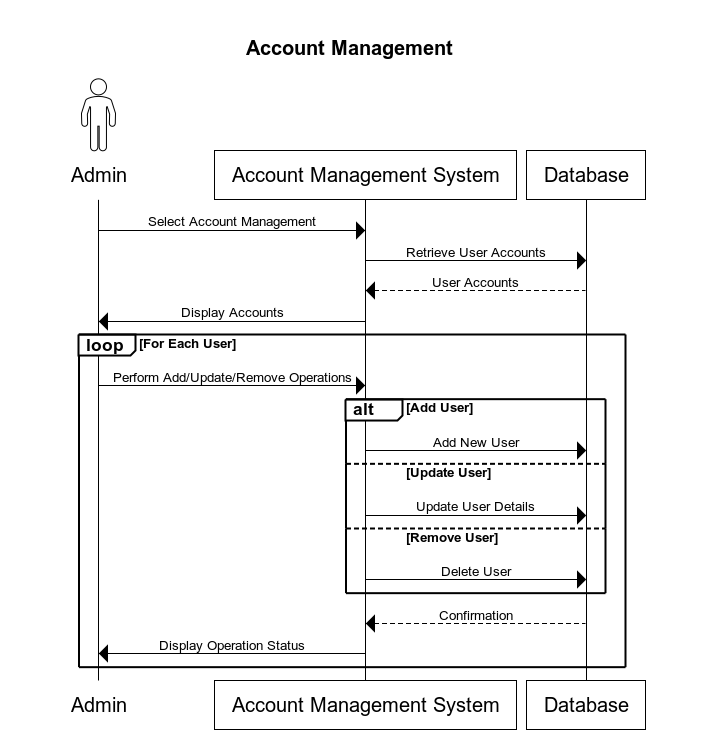 Account Management
Admin
Account Management System
Database
Select Account Management
Retrieve User Accounts
User Accounts
Display Accounts
loop [For Each User]
Perform Add/Update/Remove Operations
alt [Add User]
Add New User
[Update User]
Update User Details
[Remove User]
Delete User
Confirmation
Display Operation Status
Admin
Account Management System
Database